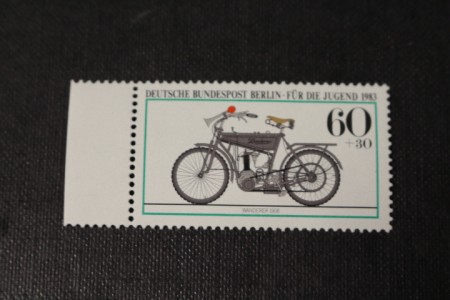 DEUTSCHE BUNDESPOST BERLIN · FÜR DIE JUGEND 1983
60
+30